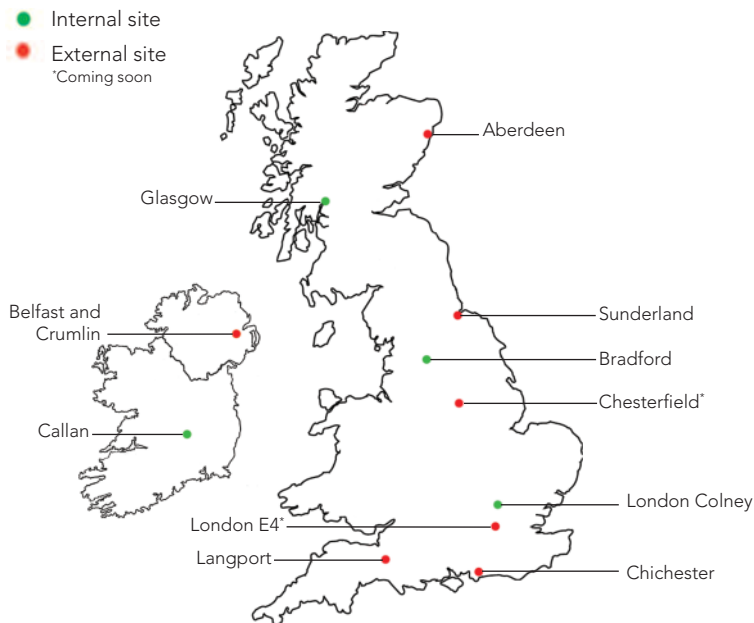 Internal site
External site
*Coming soon
Aberdeen
Glasgow
Belfast and
Crumlin
Sunderland
Bradford
Chesterfield*
Callan
London Colney
London E4*
Langport
Chichester